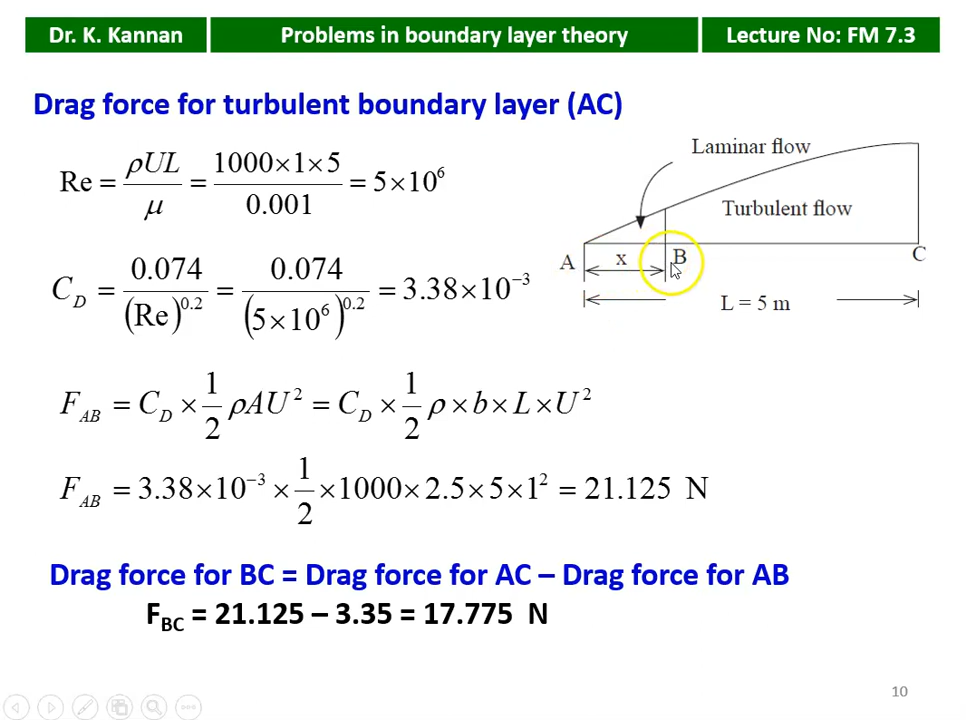 Dr. K. Kannan
Problems in boundary layer theory
Lecture No: FM 7.3
Drag force for turbulent boundary layer (AC)
Re = ρUL / μ = 1000×1×5 / 0.001 = 5×10⁶
C_D = 0.074 / (Re)^0.2 = 0.074 / (5×10⁶)^0.2 = 3.38×10⁻³
Laminar flow
Turbulent flow
A
x
B
C
L = 5 m
F_AB = C_D × 1/2 ρAU² = C_D × 1/2 ρ × b × L × U²
F_AB = 3.38×10⁻³ × 1/2 ×1000×2.5×5×1² = 21.125 N
Drag force for BC = Drag force for AC – Drag force for AB
F_BC = 21.125 – 3.35 = 17.775 N
10